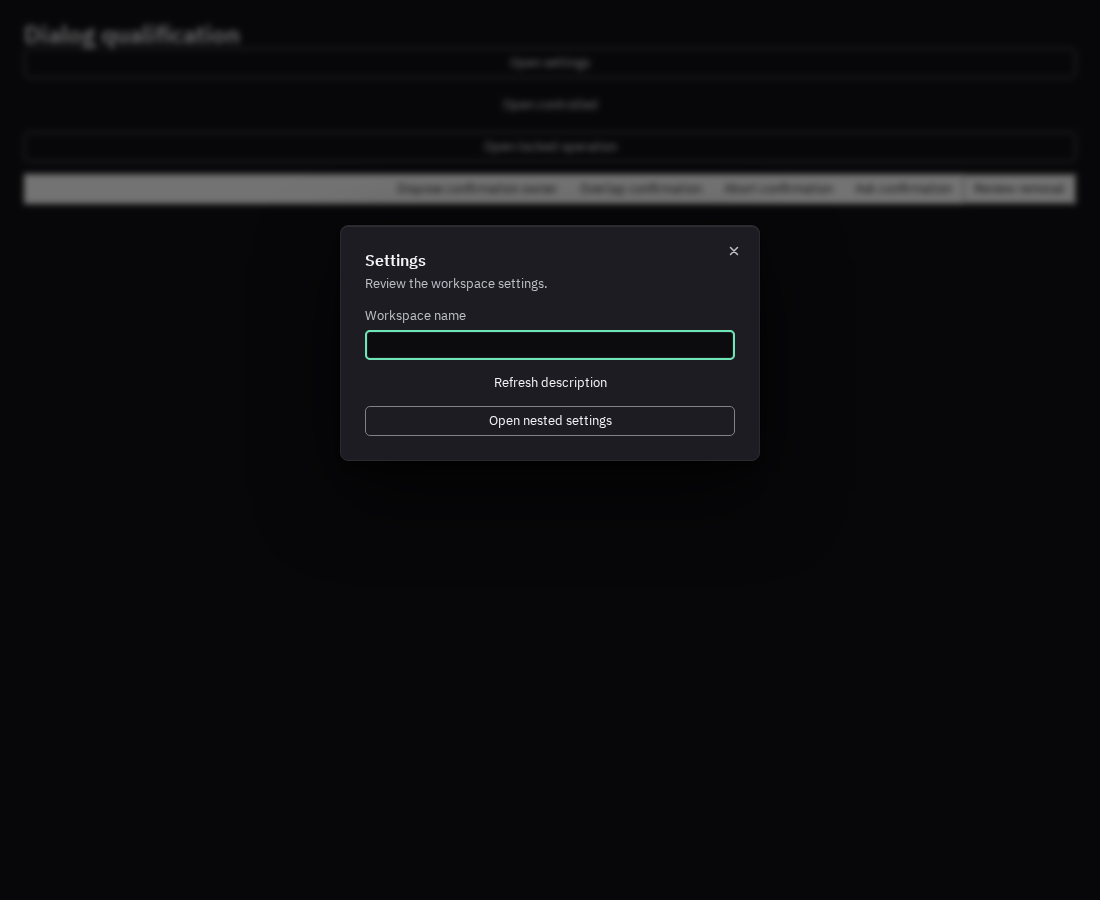 Dialog qualification
Open settings
Open controlled
Open locked operation
Dispose confirmation owner Overlap confirmation Abort confirmation Ask confirmation Review removal
Settings
Review the workspace settings.
Workspace name
Refresh description
Open nested settings